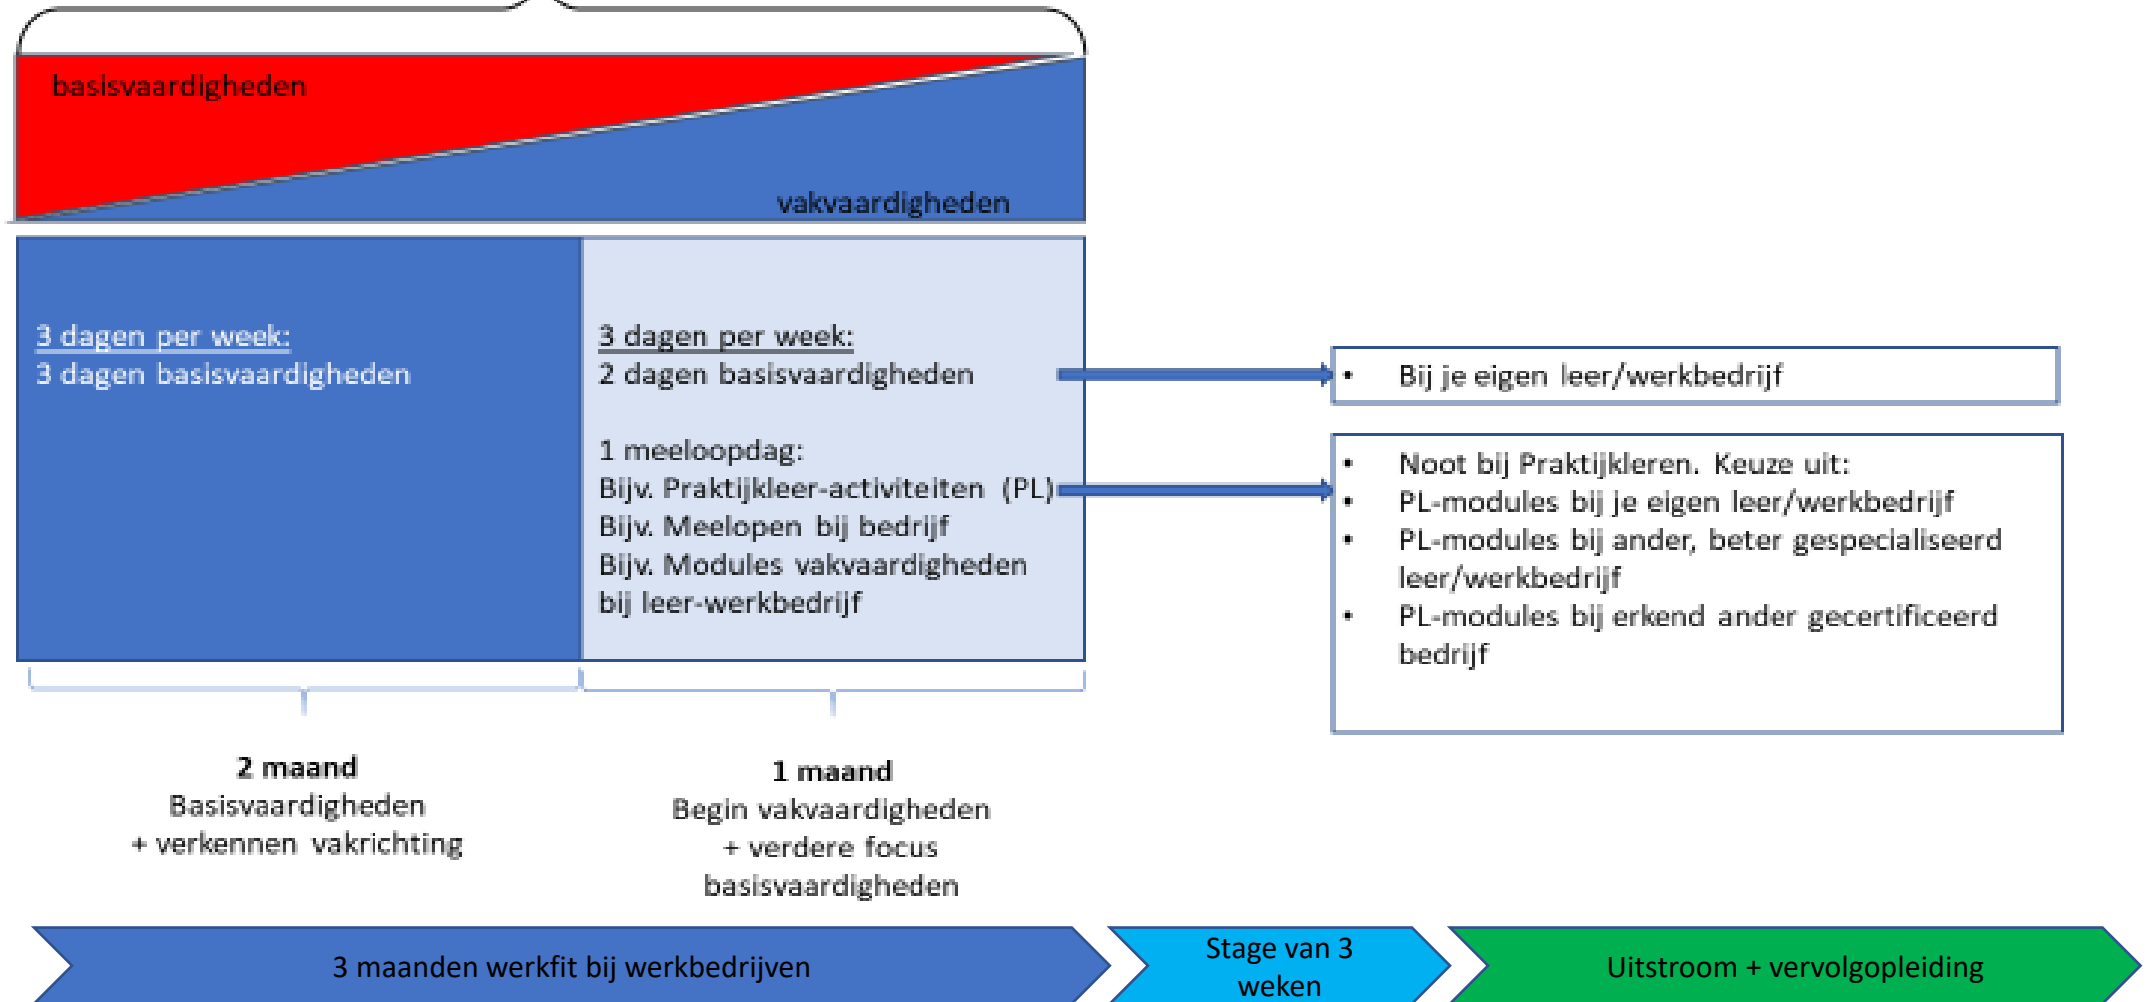 basisvaardigheden
vakvaardigheden
3 dagen per week:
3 dagen basisvaardigheden
3 dagen per week:
2 dagen basisvaardigheden
1 meeloopdag:
Bijv. Praktijkleer-activiteiten (PL)
Bijv. Meelopen bij bedrijf
Bijv. Modules vakvaardigheden
bij leer-werkbedrijf
• Bij je eigen leer/werkbedrijf
• Noot bij Praktijkleren. Keuze uit:
• PL-modules bij je eigen leer/werkbedrijf
• PL-modules bij ander, beter gespecialiseerd
leer/werkbedrijf
• PL-modules bij erkend ander gecertificeerd
bedrijf
2 maand
Basisvaardigheden
+ verkennen vakrichting
1 maand
Begin vakvaardigheden
+ verdere focus
basisvaardigheden
3 maanden werkfit bij werkbedrijven
Stage van 3
weken
Uitstroom + vervolgopleiding